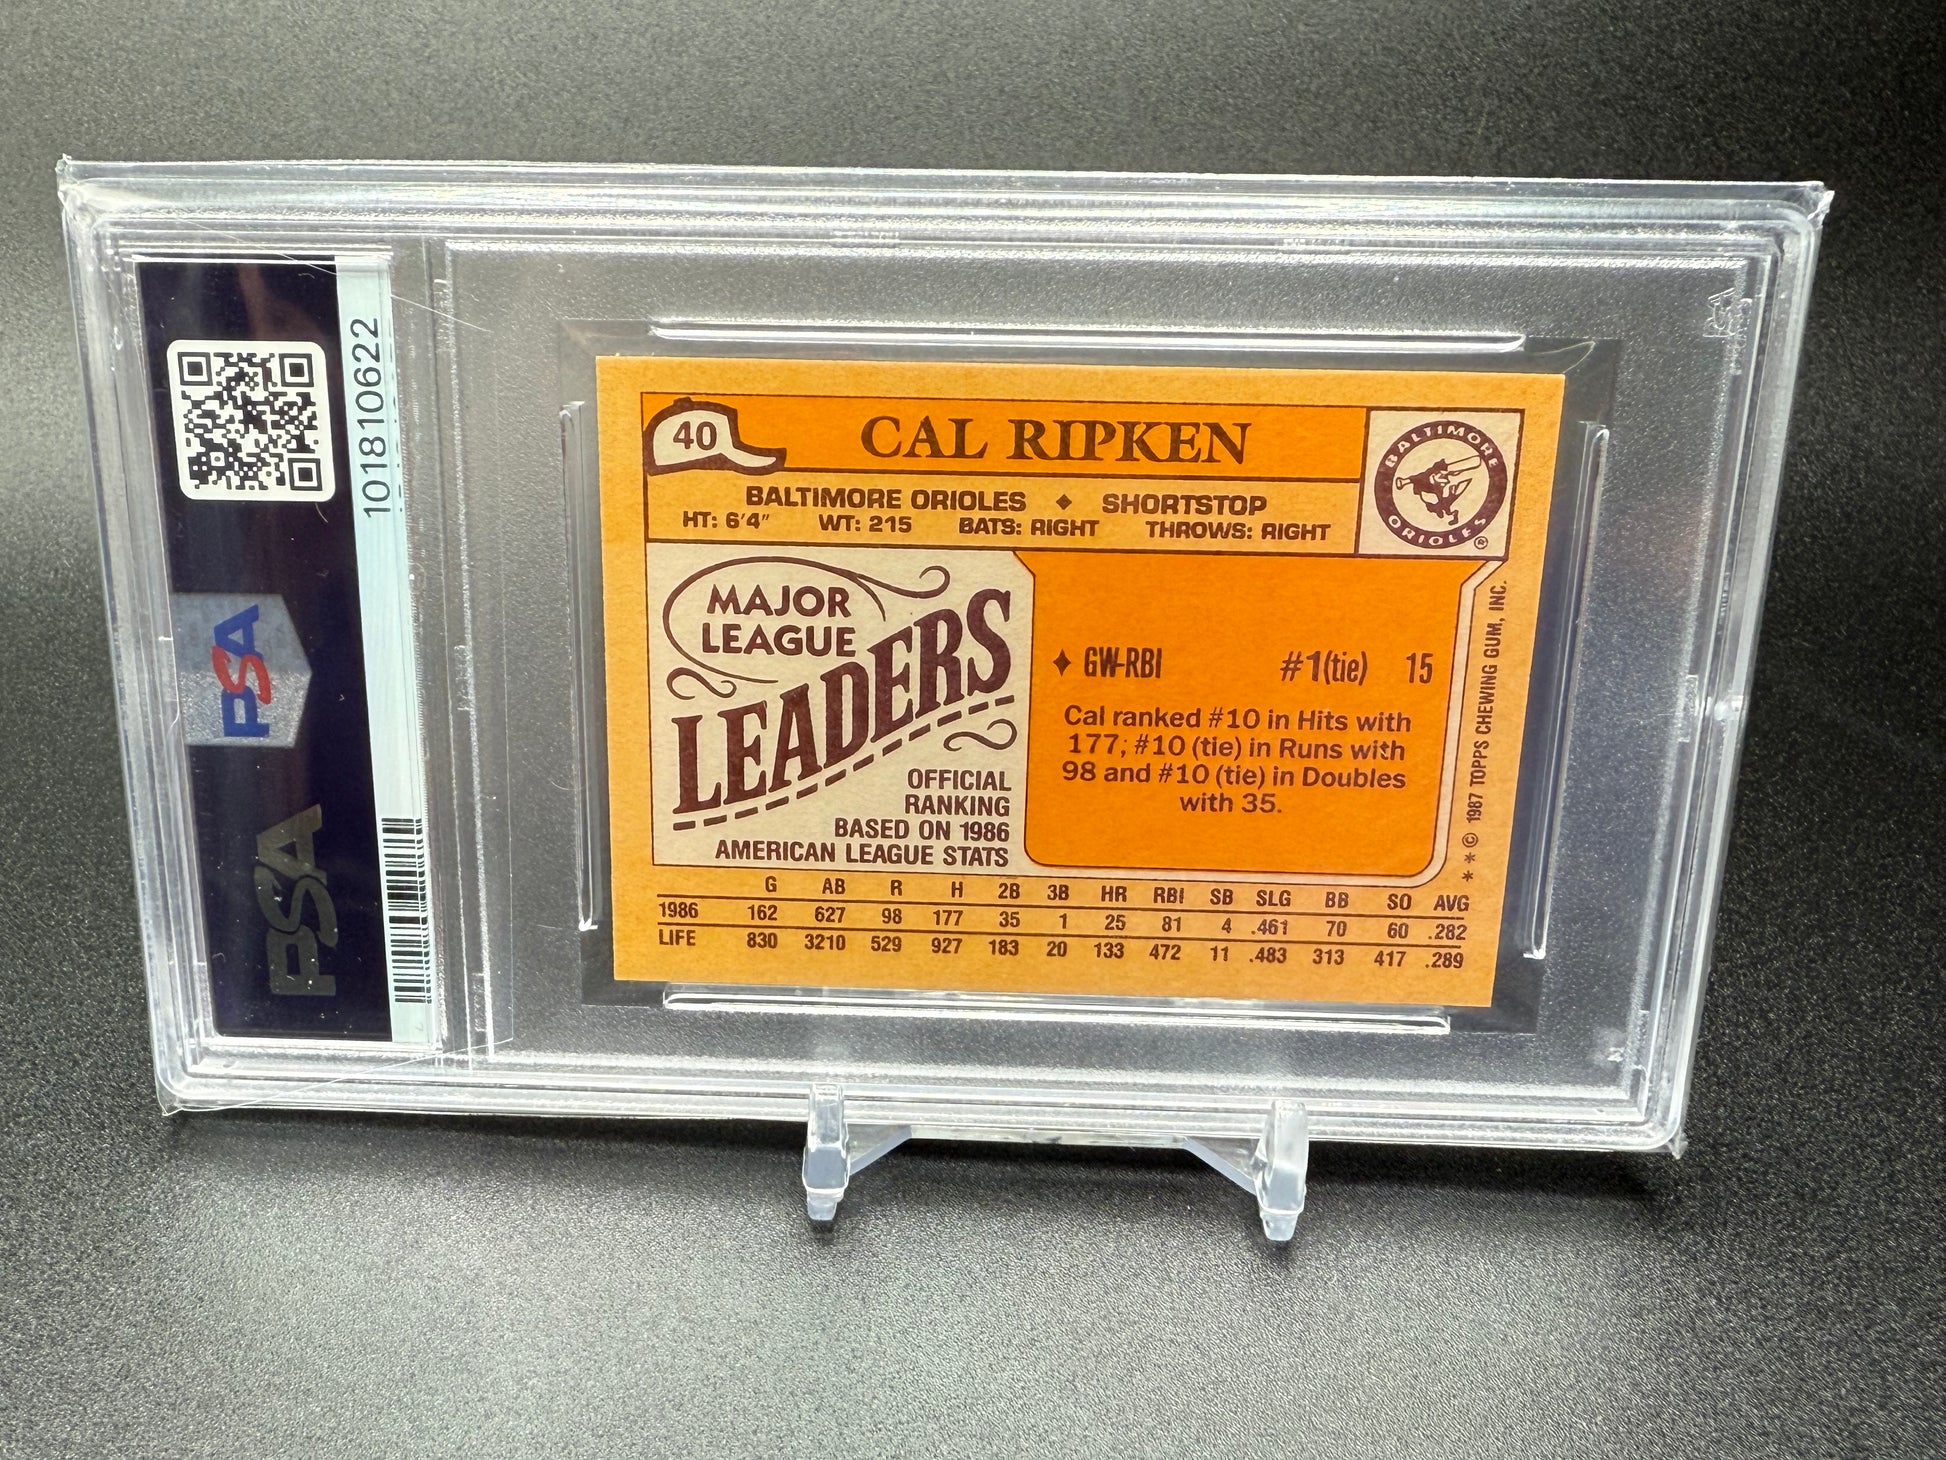 101810622
PSA
PSA
40
CAL RIPKEN
BALTIMORE ORIOLES ♦ SHORTSTOP
HT: 6'4" WT: 215 BATS: RIGHT THROWS: RIGHT
BALTIMORE
ORIOLES
®
MAJOR
LEAGUE
LEADERS
OFFICIAL
RANKING
BASED ON 1986
AMERICAN LEAGUE STATS
♦ GW-RBI #1(tie) 15
Cal ranked #10 in Hits with
177; #10 (tie) in Runs with
98 and #10 (tie) in Doubles
with 35.
* * © 1987 TOPPS CHEWING GUM, INC.
G AB R H 2B 3B HR RBI SB SLG BB SO AVG
1986 162 627 98 177 35 1 25 81 4 .461 70 60 .282
LIFE 830 3210 529 927 183 20 133 472 11 .483 313 417 .289